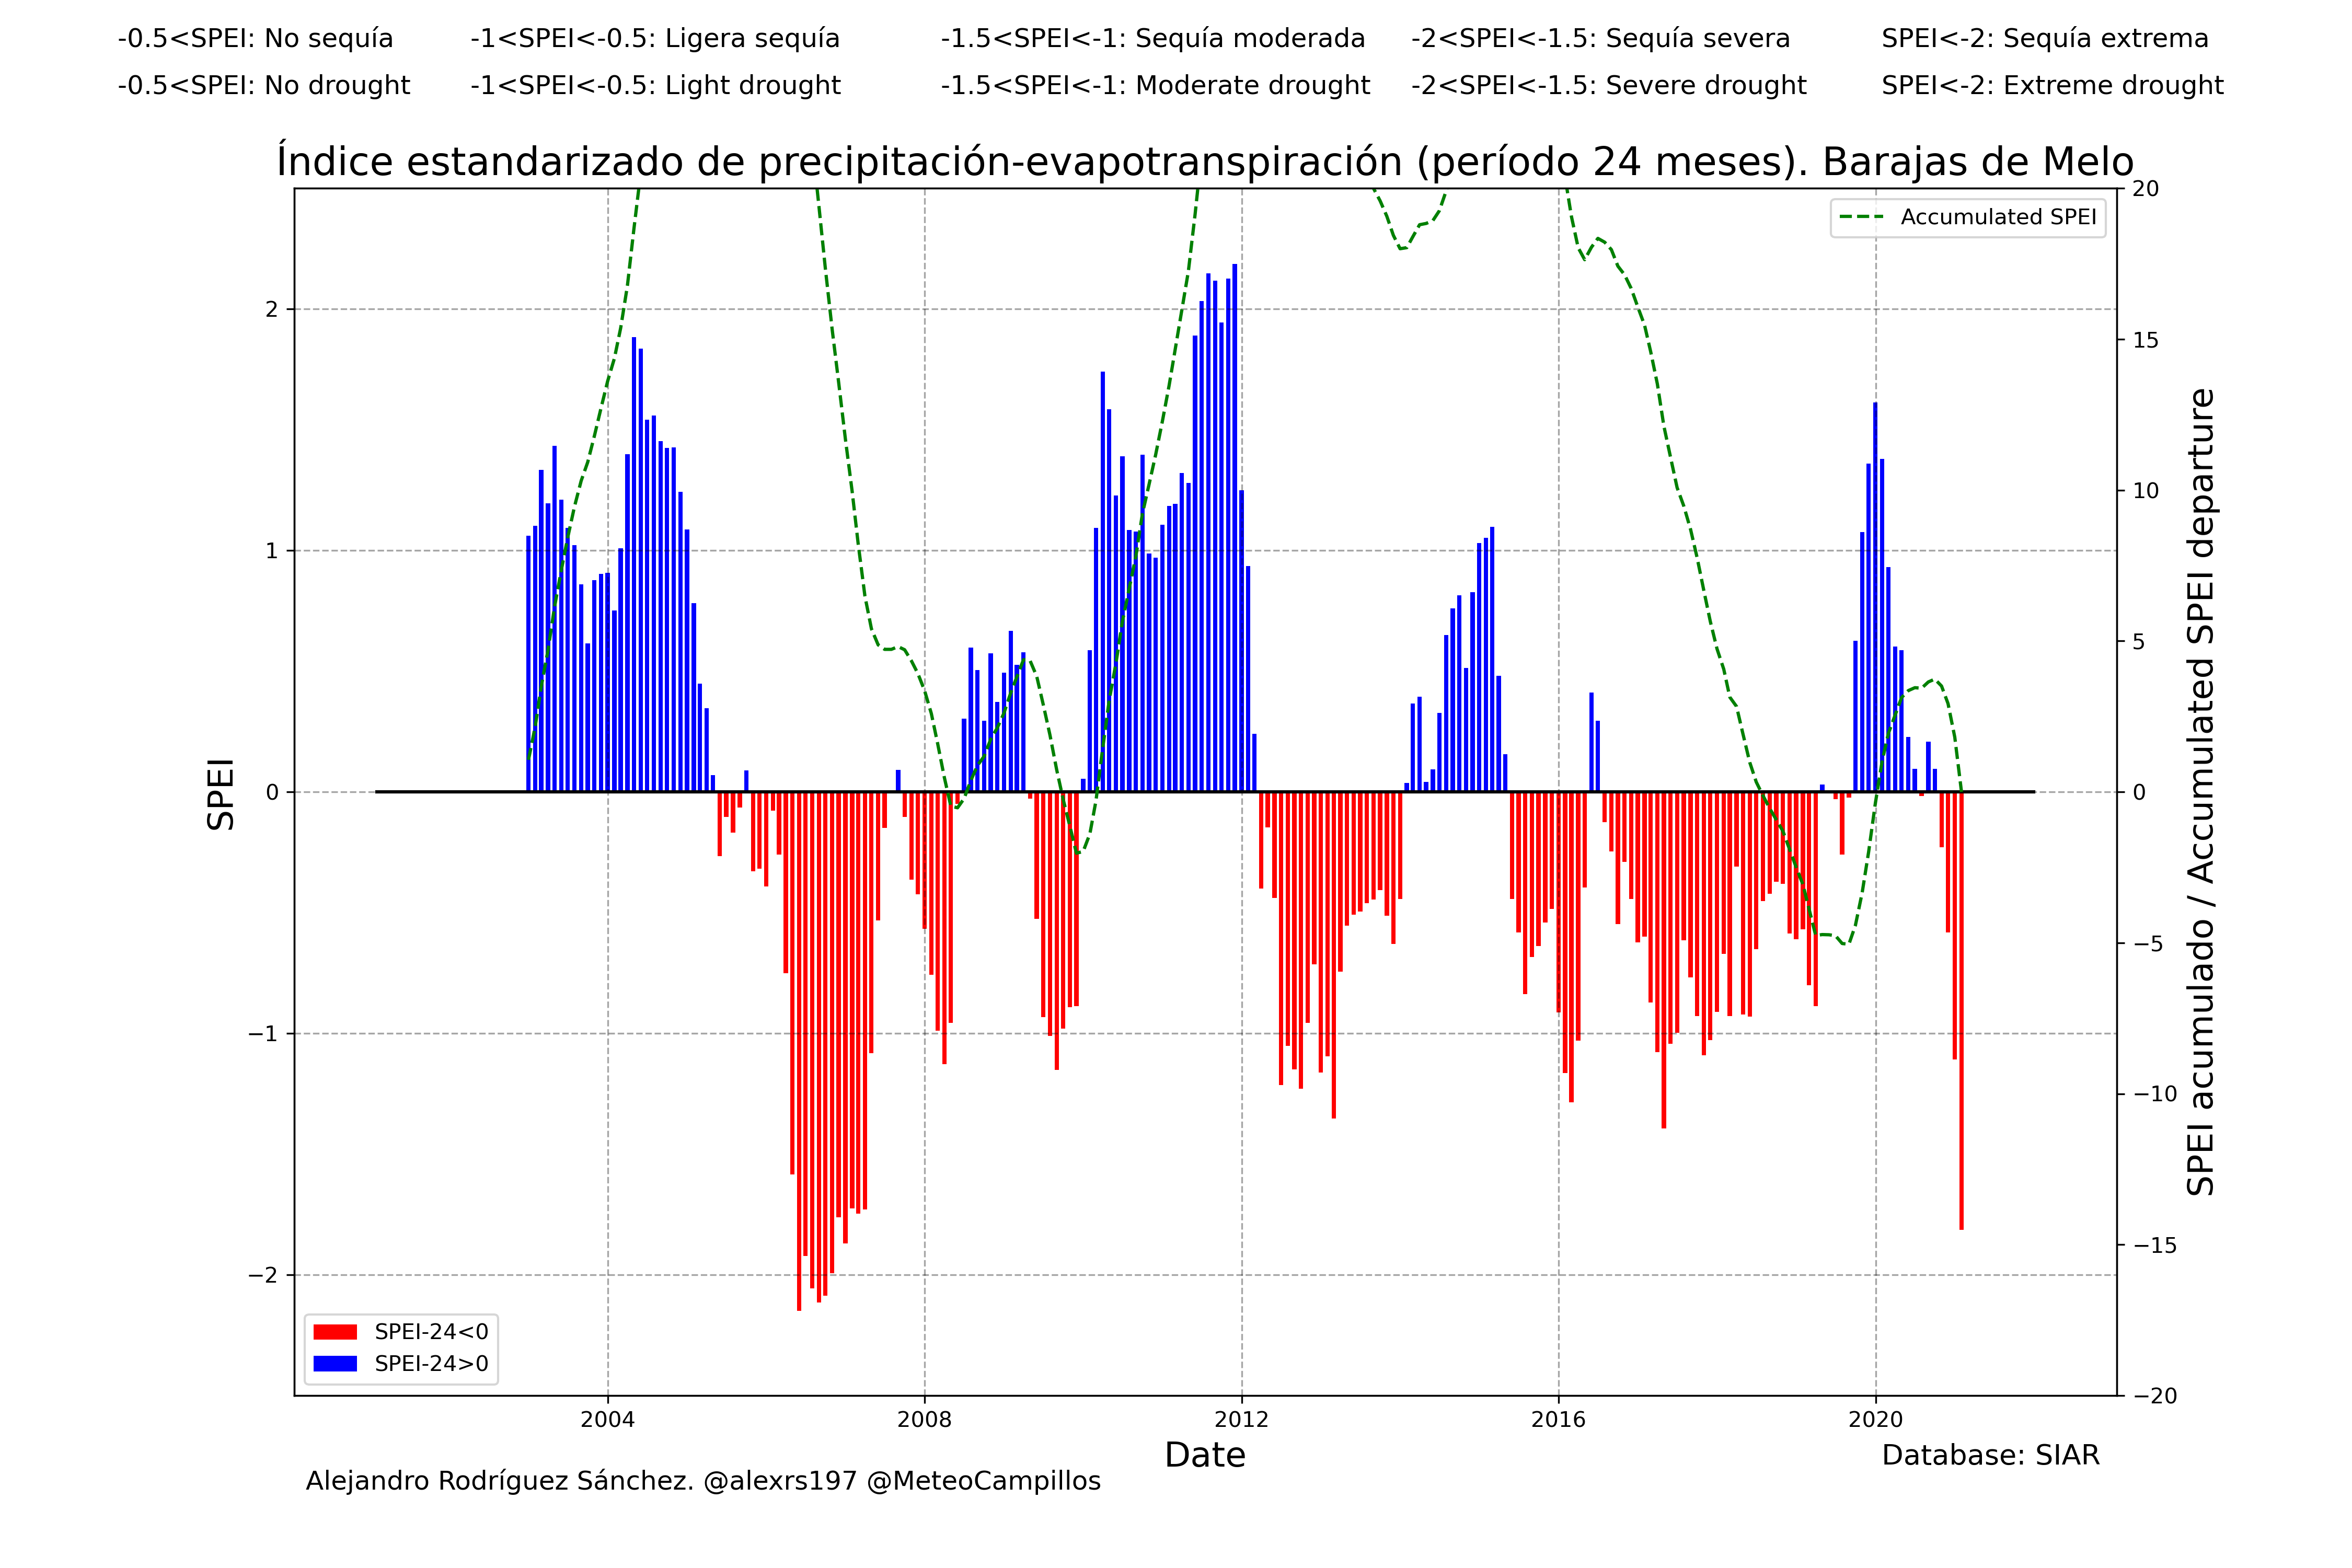 -0.5<SPEI: No sequía -1<SPEI<-0.5: Ligera sequía -1.5<SPEI<-1: Sequía moderada -2<SPEI<-1.5: Sequía severa SPEI<-2: Sequía extrema
-0.5<SPEI: No drought -1<SPEI<-0.5: Light drought -1.5<SPEI<-1: Moderate drought -2<SPEI<-1.5: Severe drought SPEI<-2: Extreme drought
Índice estandarizado de precipitación-evapotranspiración (período 24 meses). Barajas de Melo
Accumulated SPEI
SPEI
2
1
0
−1
−2
20
15
10
5
0
−5
−10
−15
−20
SPEI acumulado / Accumulated SPEI departure
SPEI-24<0
SPEI-24>0
2004 2008 2012 2016 2020
Date
Database: SIAR
Alejandro Rodríguez Sánchez. @alexrs197 @MeteoCampillos